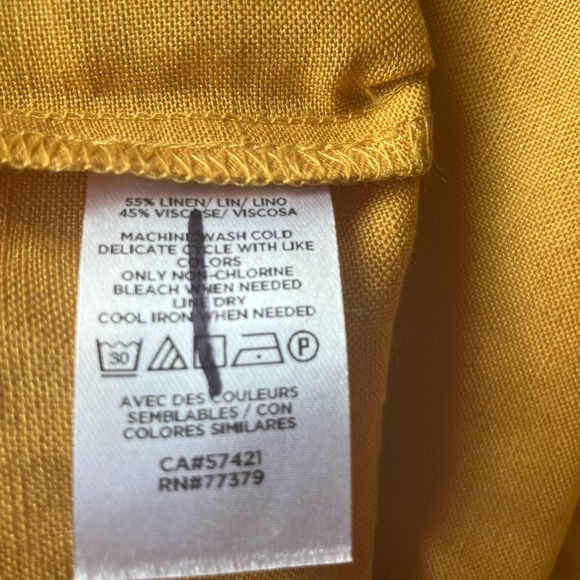 55% LINEN/ LIN/ LINO
45% VISCOSE/ VISCOSA
MACHINE WASH COLD
DELICATE CYCLE WITH LIKE
COLORS
ONLY NON-CHLORINE
BLEACH WHEN NEEDED
LINE DRY
COOL IRON WHEN NEEDED
30 P
AVEC DES COULEURS
SEMBLABLES / CON
COLORES SIMILARES
CA#57421
RN#77379